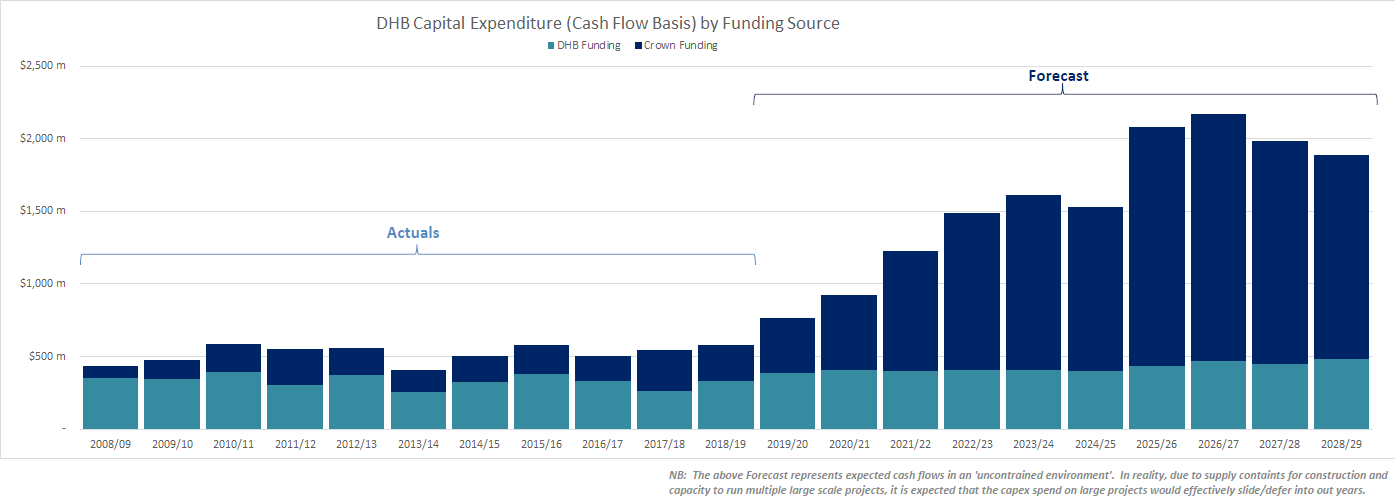 DHB Capital Expenditure (Cash Flow Basis) by Funding Source
DHB Funding Crown Funding
$2,500 m
Forecast
$2,000 m
$1,500 m
Actuals
$1,000 m
$500 m
-
2008/09 2009/10 2010/11 2011/12 2012/13 2013/14 2014/15 2015/16 2016/17 2017/18 2018/19 2019/20 2020/21 2021/22 2022/23 2023/24 2024/25 2025/26 2026/27 2027/28 2028/29
NB: The above Forecast represents expected cash flows in an 'uncontrained environment'. In reality, due to supply containts for construction and
capacity to run multiple large scale projects, it is expected that the capex spend on large projects would effectively slide/defer into out years.